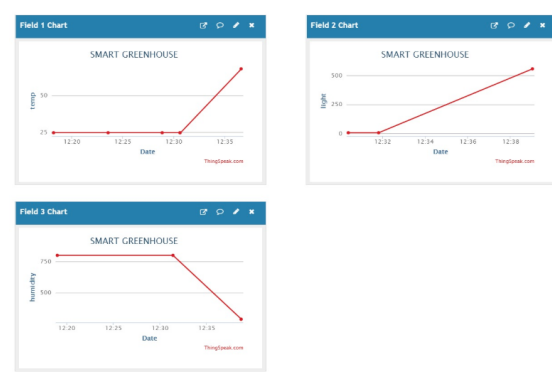 Field 1 Chart
SMART GREENHOUSE
temp
50
25
12:20 12:25 12:30 12:35
Date
ThingSpeak.com
Field 2 Chart
SMART GREENHOUSE
light
500
250
0
12:32 12:34 12:36 12:38
Date
ThingSpeak.com
Field 3 Chart
SMART GREENHOUSE
humidity
750
500
12:20 12:25 12:30 12:35
Date
ThingSpeak.com